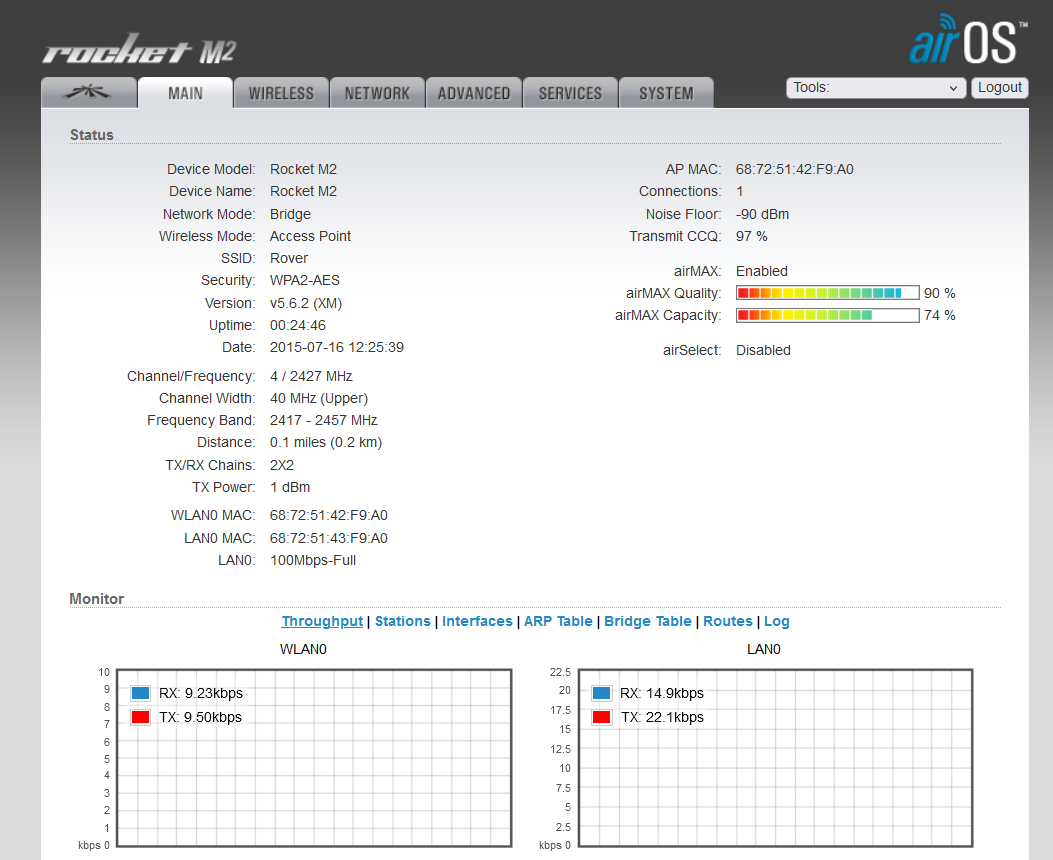 rocket M2
airOS™
MAIN
WIRELESS
NETWORK
ADVANCED
SERVICES
SYSTEM
Tools:
Logout
Status
Device Model: Rocket M2
Device Name: Rocket M2
Network Mode: Bridge
Wireless Mode: Access Point
SSID: Rover
Security: WPA2-AES
Version: v5.6.2 (XM)
Uptime: 00:24:46
Date: 2015-07-16 12:25:39
Channel/Frequency: 4 / 2427 MHz
Channel Width: 40 MHz (Upper)
Frequency Band: 2417 - 2457 MHz
Distance: 0.1 miles (0.2 km)
TX/RX Chains: 2X2
TX Power: 1 dBm
WLAN0 MAC: 68:72:51:42:F9:A0
LAN0 MAC: 68:72:51:43:F9:A0
LAN0: 100Mbps-Full
AP MAC: 68:72:51:42:F9:A0
Connections: 1
Noise Floor: -90 dBm
Transmit CCQ: 97 %
airMAX: Enabled
airMAX Quality: 90 %
airMAX Capacity: 74 %
airSelect: Disabled
Monitor
Throughput | Stations | Interfaces | ARP Table | Bridge Table | Routes | Log
WLAN0
10
9
8
7
6
5
4
3
2
1
kbps 0
RX: 9.23kbps
TX: 9.50kbps
LAN0
22.5
20
17.5
15
12.5
10
7.5
5
2.5
kbps 0
RX: 14.9kbps
TX: 22.1kbps